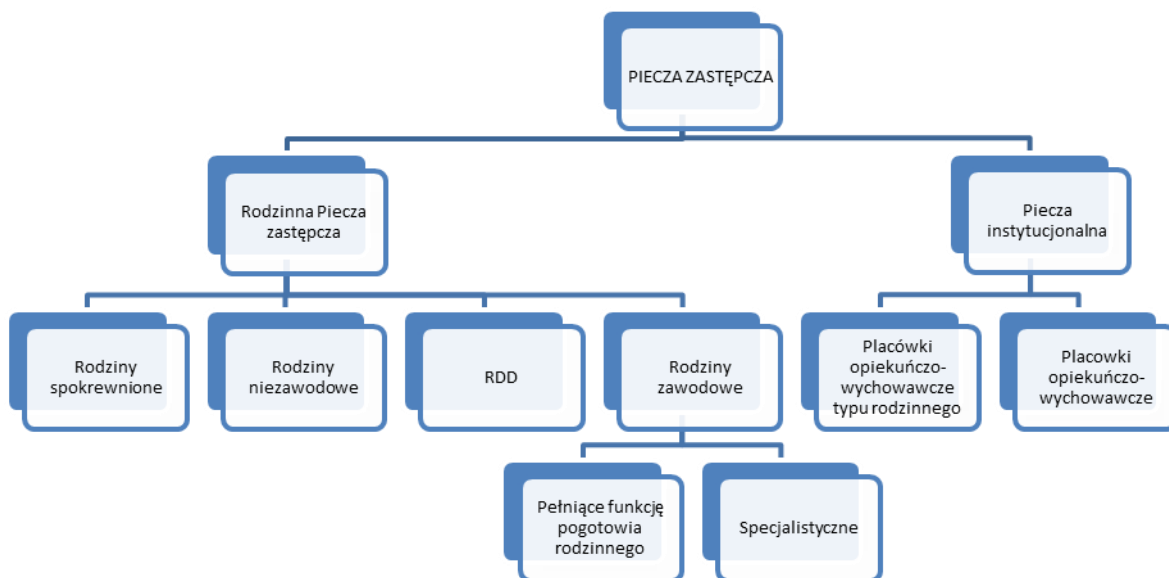 PIECZA ZASTĘPCZA
Rodzinna Piecza
zastępcza
Piecza
instytucjonalna
Rodziny
spokrewnione
Rodziny
niezawodowe
RDD
Rodziny
zawodowe
Placówki
opiekuńczo-
wychowawcze
typu rodzinnego
Placowki
opiekuńczo-
wychowawcze
Pełniące funkcję
pogotowia
rodzinnego
Specjalistyczne